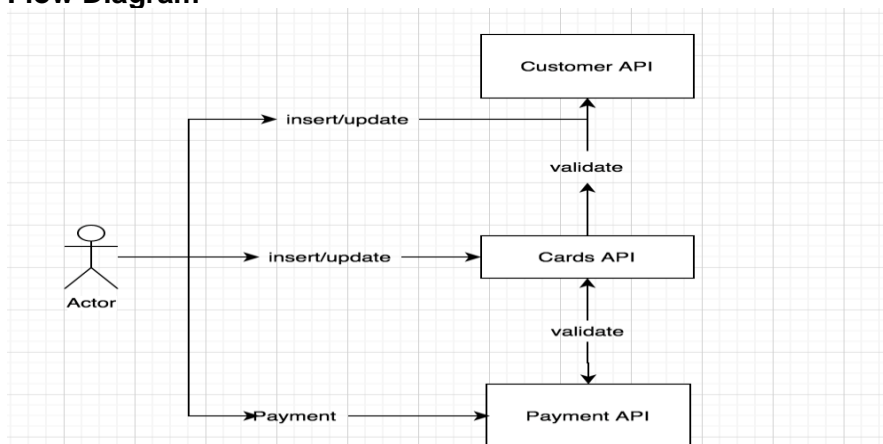 Flow Diagram
Customer API
insert/update
validate
insert/update
Cards API
Actor
validate
Payment
Payment API